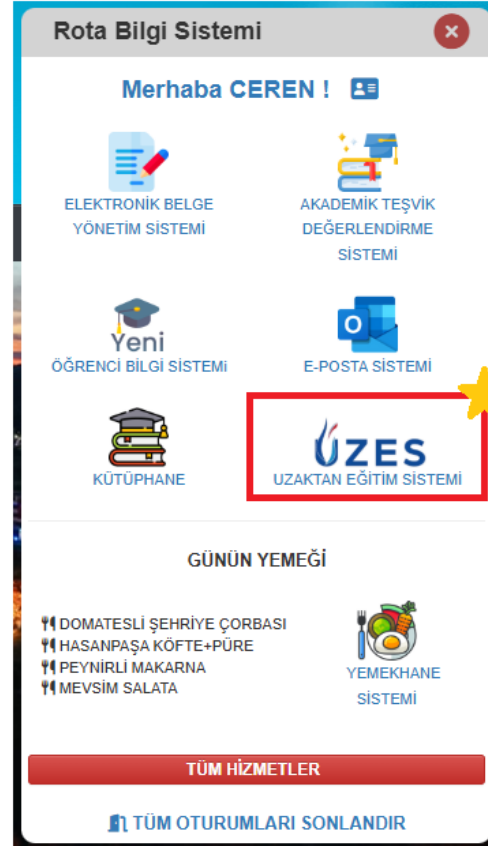 Rota Bilgi Sistemi
Merhaba CEREN !
ELEKTRONİK BELGE
YÖNETİM SİSTEMİ
AKADEMİK TEŞVİK
DEĞERLENDİRME
SİSTEMİ
Yeni
ÖĞRENCİ BİLGİ SİSTEMİ
E-POSTA SİSTEMİ
KÜTÜPHANE
ÜZES
UZAKTAN EĞİTİM SİSTEMİ
GÜNÜN YEMEĞİ
DOMATESLİ ŞEHRİYE ÇORBASI
HASANPAŞA KÖFTE+PÜRE
PEYNİRLİ MAKARNA
MEVSİM SALATA
YEMEKHANE
SİSTEMİ
TÜM HİZMETLER
TÜM OTURUMLARI SONLANDIR